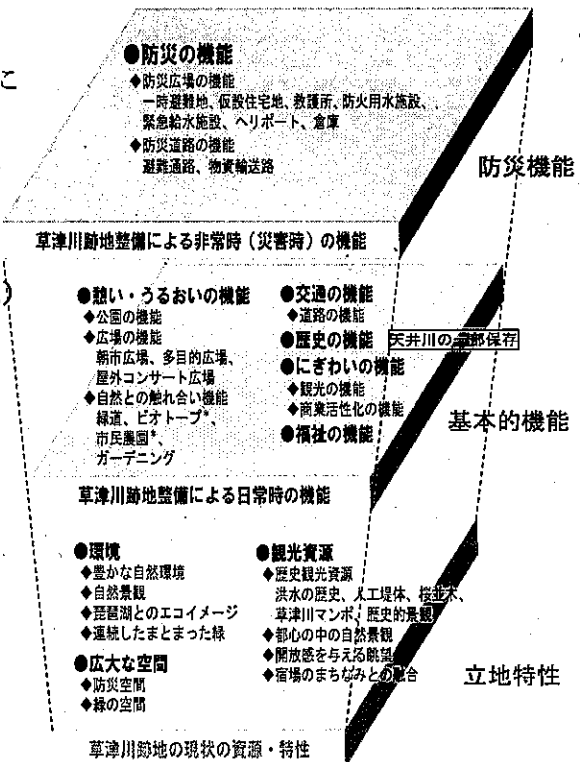 こ
●防災の機能
◆防災広場の機能
一時避難地、仮設住宅地、救護所、防火用水施設、
緊急給水施設、ヘリポート、倉庫
◆防災道路の機能
避難通路、物資輸送路
防災機能
草津川跡地整備による非常時（災害時）の機能
●憩い・うるおいの機能
◆公園の機能
◆広場の機能
朝市広場、多目的広場、
屋外コンサート広場
◆自然との触れ合い機能
緑道、ビオトープ*、
市民農園*、
ガーデニング
●交通の機能
◆道路の機能
●歴史の機能 天井川の一部保存
●にぎわいの機能
◆観光の機能
◆商業活性化の機能
●福祉の機能
基本的機能
草津川跡地整備による日常時の機能
●環境
◆豊かな自然環境
◆自然景観
◆琵琶湖とのエコイメージ
◆連続したまとまった緑
●広大な空間
◆防災空間
◆緑の空間
●観光資源
◆歴史観光資源
洪水の歴史、人工堤体、桜並木、
草津川マンポ、歴史的景観
◆都心の中の自然景観
◆開放感を与える眺望
◆宿場のまちなみとの融合
立地特性
草津川跡地の現状の資源・特性